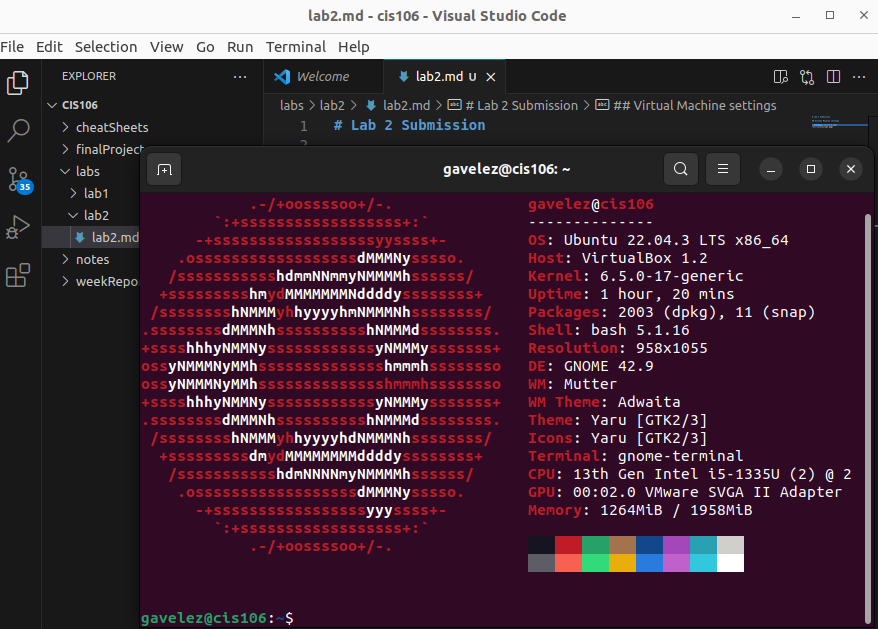 lab2.md - cis106 - Visual Studio Code
File Edit Selection View Go Run Terminal Help
EXPLORER
CIS106
cheatSheets
finalProject
labs
lab1
lab2
lab2.md
notes
weekRepo
35
Welcome
lab2.md U
labs > lab2 > lab2.md > # Lab 2 Submission > ## Virtual Machine settings
1 # Lab 2 Submission
2
gavelez@cis106: ~
.-/+oossssoo+/-.
`:+ssssssssssssssssss+:`
-+ssssssssssssssssssyyssss+-
.ossssssssssssssssssdMMMNysssso.
/ssssssssssshdmmNNmmyNMMMMhssssss/
+ssssssssshmydMMMMMMMNddddyssssssss+
/sssssssshNMMMyhhyyyyhmNMMMNhssssssss/
.ssssssssdMMMNhsssssssssshNMMMdssssssss.
+sssshhhyNMMNyssssssssssssyNMMMysssssss+
ossyNMMMNyMMhsssssssssssssshmmmhssssssso
ossyNMMMNyMMhsssssssssssssshmmmhssssssso
+sssshhhyNMMNyssssssssssssyNMMMysssssss+
.ssssssssdMMMNhsssssssssshNMMMdssssssss.
/sssssssshNMMMyhhyyyyhdNMMMNhssssssss/
+sssssssssdmydMMMMMMMMddddyssssssss+
/ssssssssssshdmNNNNmyNMMMMhssssss/
.ossssssssssssssssssdMMMNysssso.
-+sssssssssssssssssyyyssss+-
`:+ssssssssssssssssss+:`
.-/+oossssoo+/-.
gavelez@cis106
--------------
OS: Ubuntu 22.04.3 LTS x86_64
Host: VirtualBox 1.2
Kernel: 6.5.0-17-generic
Uptime: 1 hour, 20 mins
Packages: 2003 (dpkg), 11 (snap)
Shell: bash 5.1.16
Resolution: 958x1055
DE: GNOME 42.9
WM: Mutter
WM Theme: Adwaita
Theme: Yaru [GTK2/3]
Icons: Yaru [GTK2/3]
Terminal: gnome-terminal
CPU: 13th Gen Intel i5-1335U (2) @ 2
GPU: 00:02.0 VMware SVGA II Adapter
Memory: 1264MiB / 1958MiB
gavelez@cis106:~$